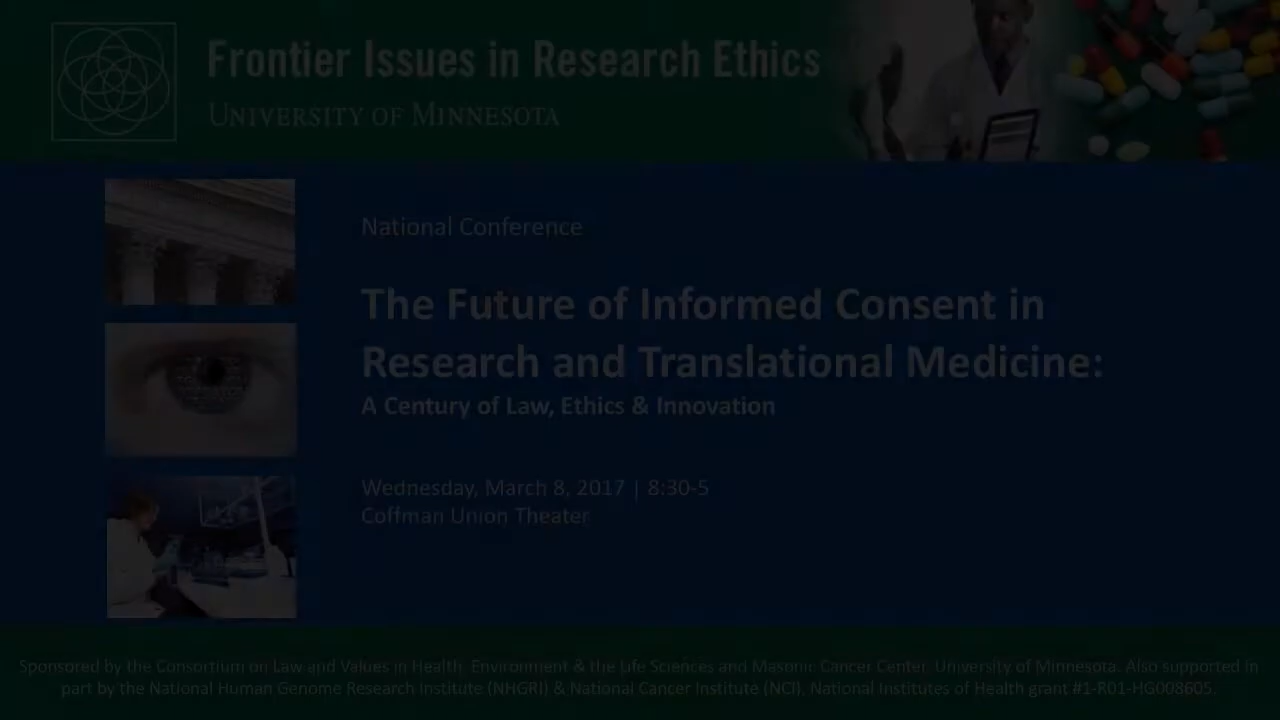 Frontier Issues in Research Ethics
UNIVERSITY OF MINNESOTA
National Conference
The Future of Informed Consent in
Research and Translational Medicine:
A Century of Law, Ethics & Innovation
Wednesday, March 8, 2017 | 8:30-5
Coffman Union Theater
Sponsored by the Consortium on Law and Values in Health, Environment & the Life Sciences and Masonic Cancer Center, University of Minnesota. Also supported in
part by the National Human Genome Research Institute (NHGRI) & National Cancer Institute (NCI), National Institutes of Health grant #1-R01-HG008605.